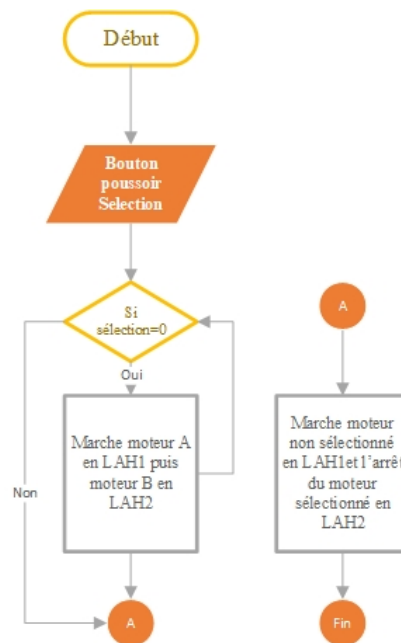 Début
Bouton
poussoir
Selection
Si
sélection=0
Oui
Marche moteur A
en LAH1 puis
moteur B en
LAH2
Non
A
A
Marche moteur
non sélectionné
en LAH1et l’arrêt
du moteur
sélectionné en
LAH2
Fin